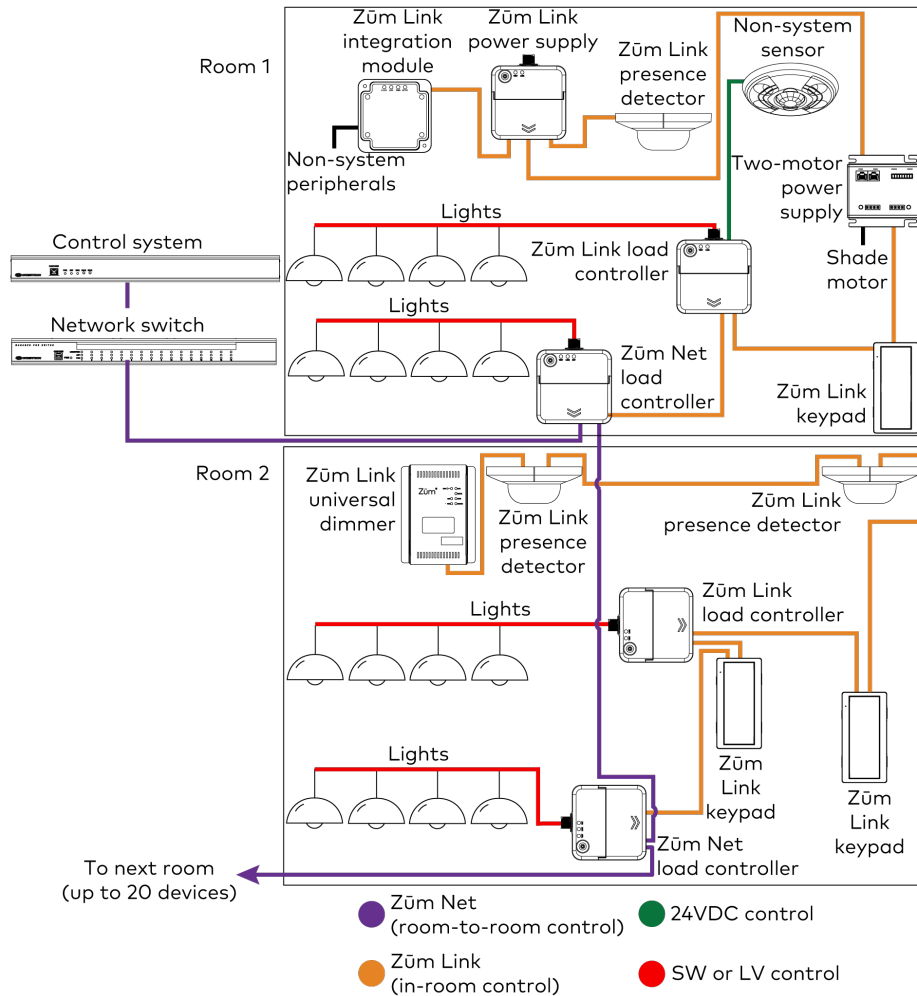 Room 1
Zūm Link
integration
module
Zūm Link
power supply
Zūm Link
presence
detector
Non-system
sensor
Non-system
peripherals
Two-motor
power
supply
Shade
motor
Lights
Zūm Link load
controller
Control system
Network switch
Lights
Zūm Net
load
controller
Zūm Link
keypad
Room 2
Zūm Link
universal
dimmer
Zūm
Zūm Link
presence
detector
Zūm Link
presence detector
Lights
Zūm Link
load controller
Zūm
Link
keypad
Zūm
Link
keypad
Lights
Zūm Net
load controller
To next room
(up to 20 devices)
Zūm Net
(room-to-room control)
24VDC control
Zūm Link
(in-room control)
SW or LV control